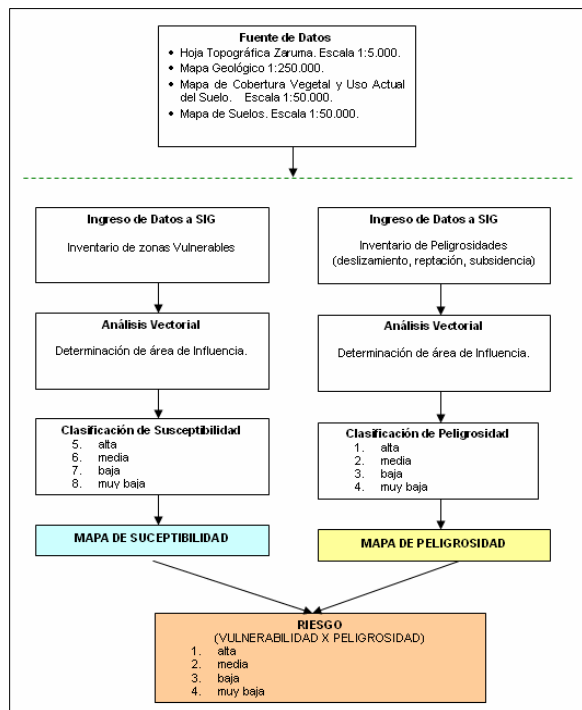 Fuente de Datos
• Hoja Topográfica Zaruma. Escala 1:5.000.
• Mapa Geológico 1:250.000.
• Mapa de Cobertura Vegetal y Uso Actual
del Suelo. Escala 1:50.000.
• Mapa de Suelos. Escala 1:50.000.
Ingreso de Datos a SIG
Inventario de zonas Vulnerables
Análisis Vectorial
Determinación de área de Influencia.
Clasificación de Susceptibilidad
5. alta
6. media
7. baja
8. muy baja
MAPA DE SUCEPTIBILIDAD
Ingreso de Datos a SIG
Inventario de Peligrosidades
(deslizamiento, reptación, subsidencia)
Análisis Vectorial
Determinación de área de Influencia.
Clasificación de Peligrosidad
1. alta
2. media
3. baja
4. muy baja
MAPA DE PELIGROSIDAD
RIESGO
(VULNERABILIDAD X PELIGROSIDAD)
1. alta
2. media
3. baja
4. muy baja